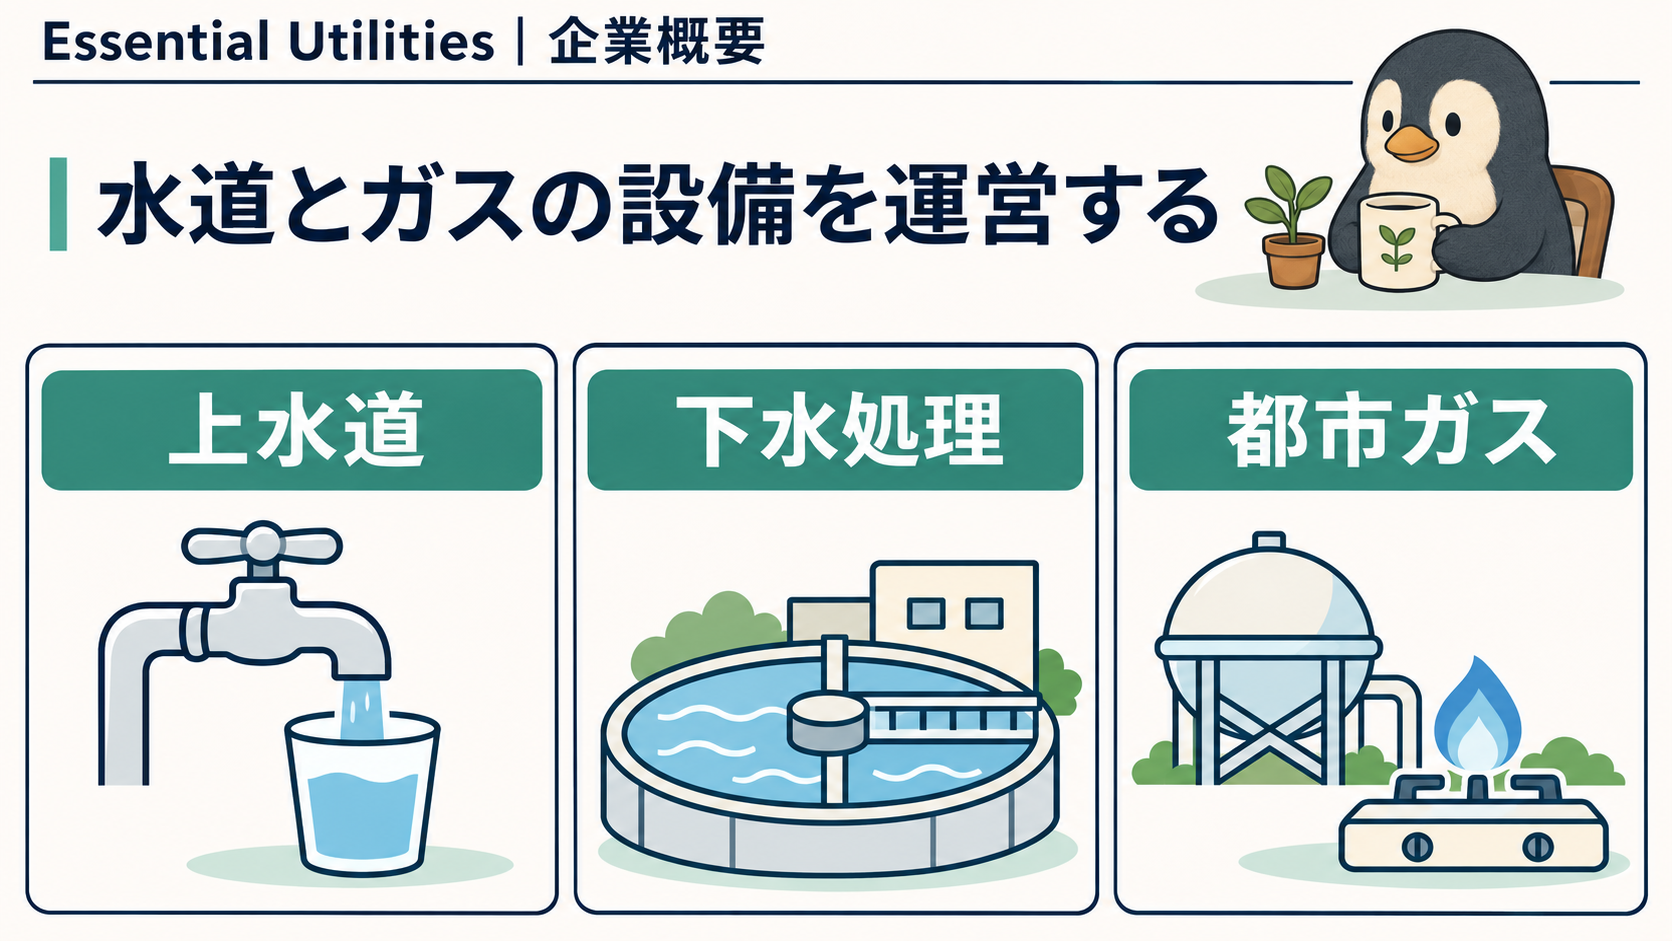 Essential Utilities｜企業概要
水道とガスの設備を運営する
上水道
下水処理
都市ガス